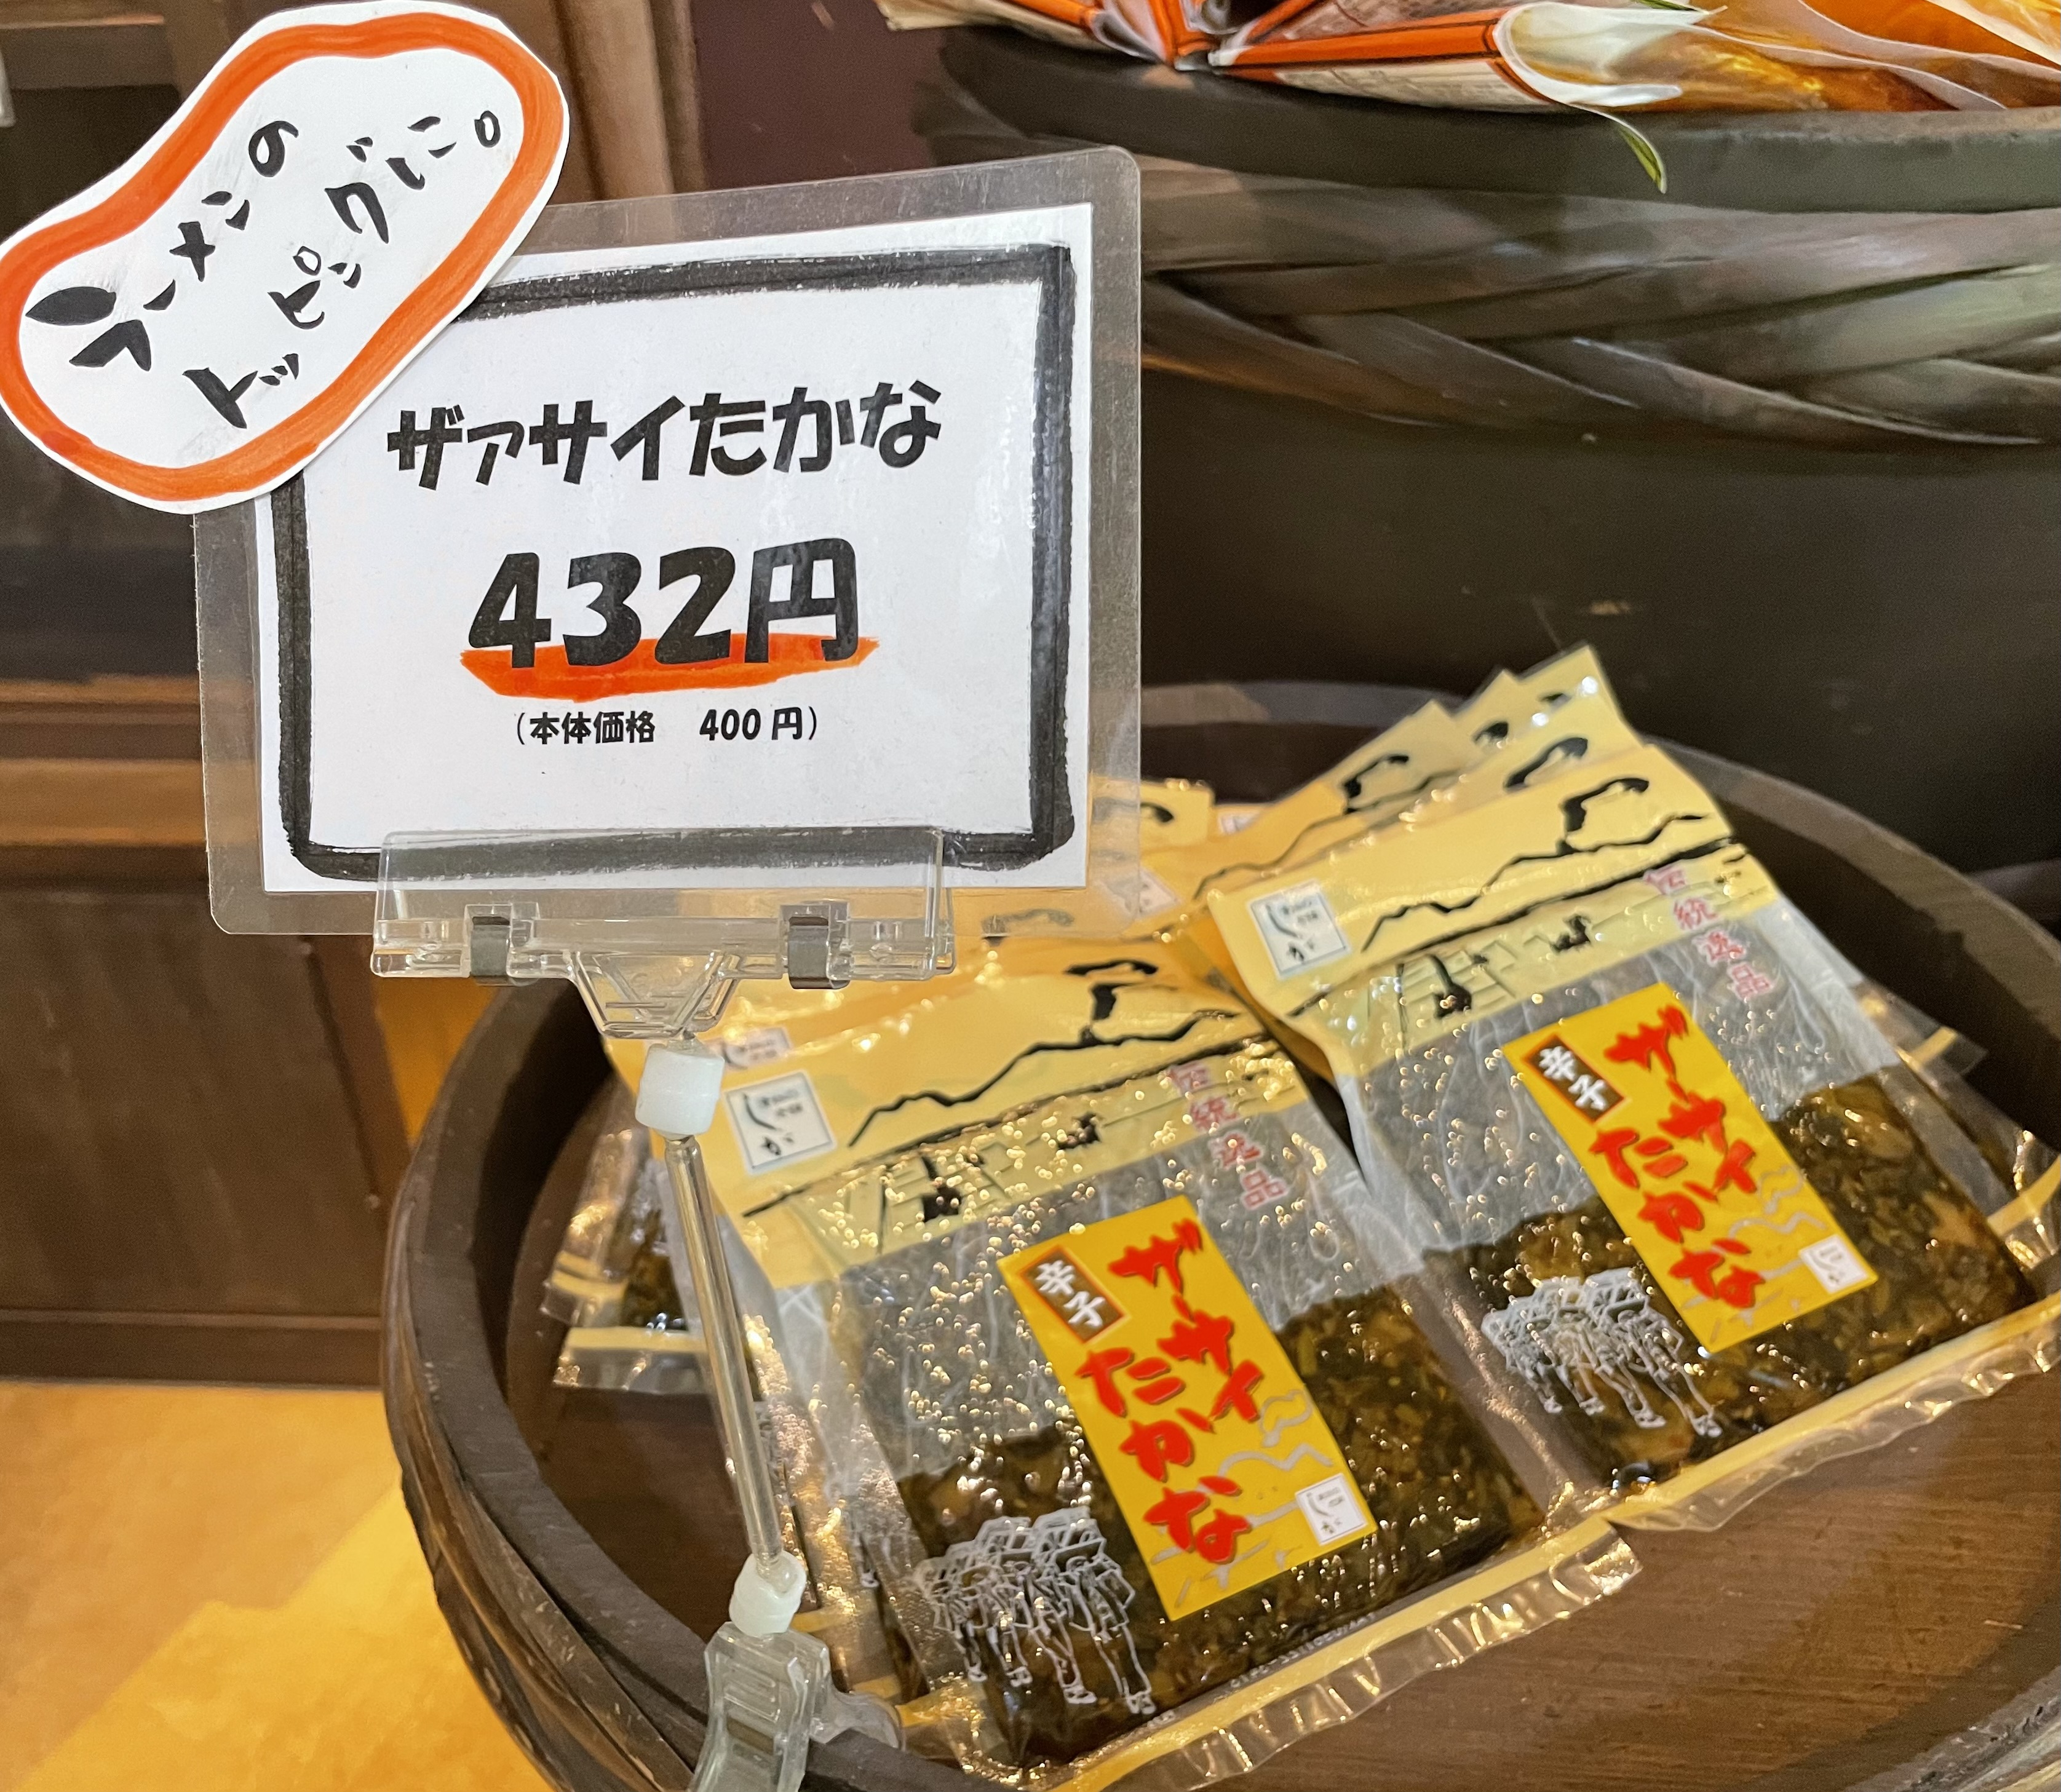 ラーメンの
トッピングに。
ザァサイたかな
432円
(本体価格 400円)
伝統逸品
辛子
ザーサイ
たかな
伝統逸品
辛子
ザーサイ
たかな